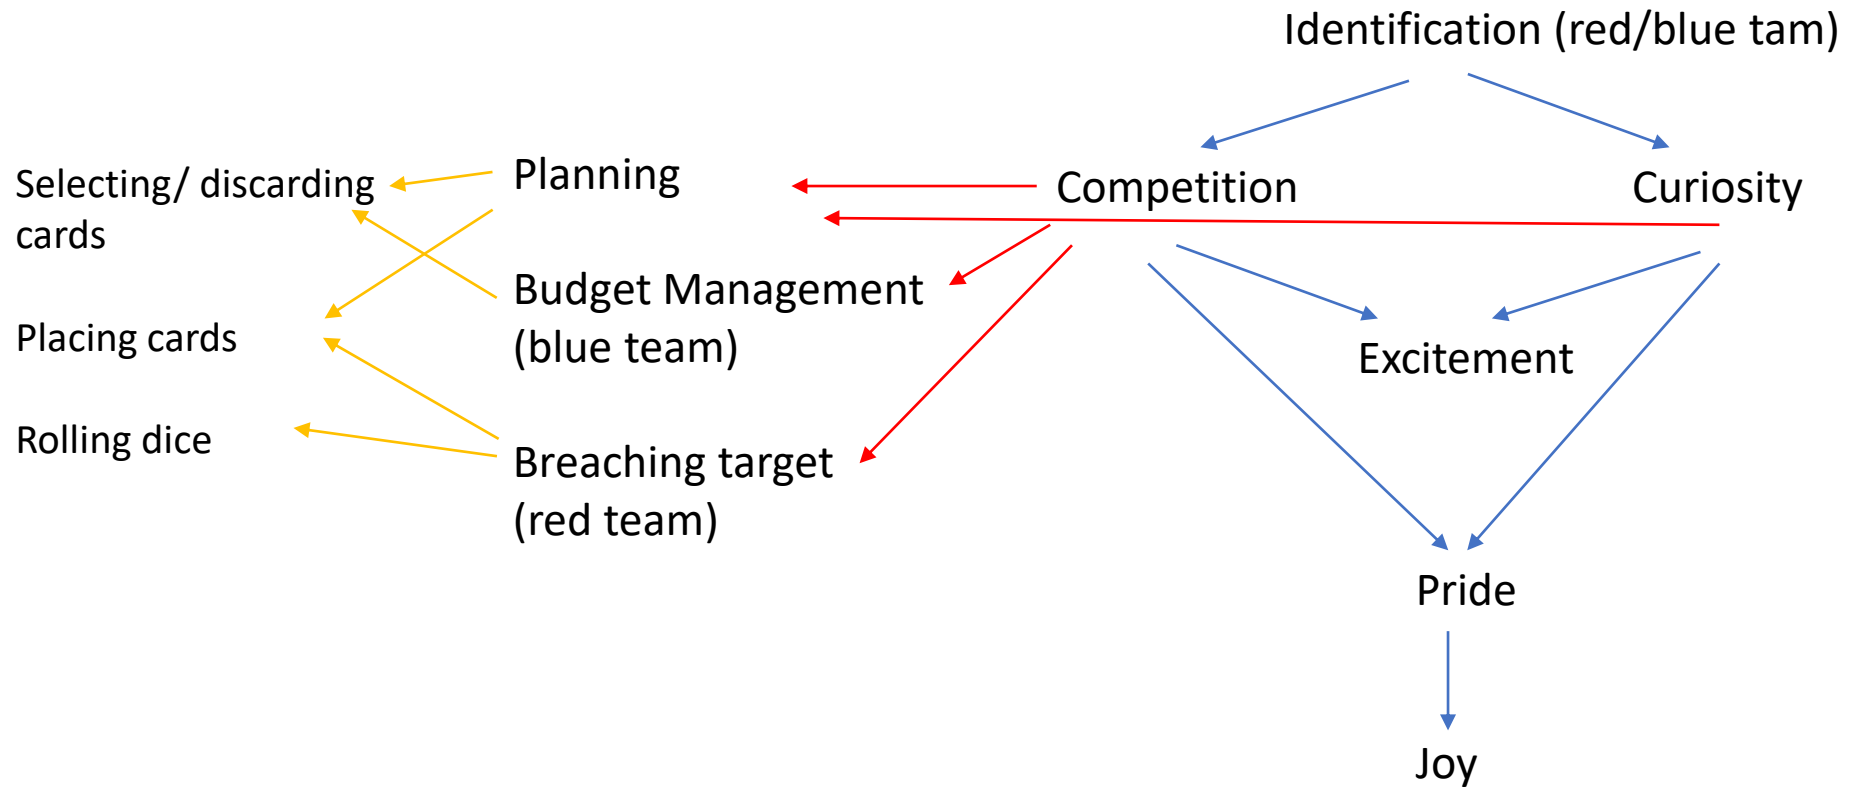 Identification (red/blue tam)
Selecting/ discarding
cards
Planning
Competition
Curiosity
Budget Management
(blue team)
Placing cards
Excitement
Rolling dice
Breaching target
(red team)
Pride
Joy